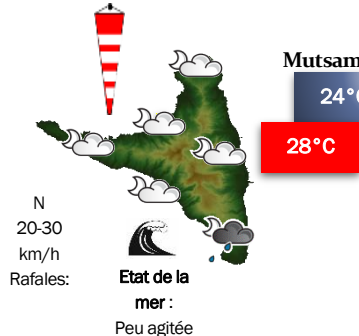 Mutsam
24°C
28°C
N
20-30
km/h
Rafales:
Etat de la
mer :
Peu agitée